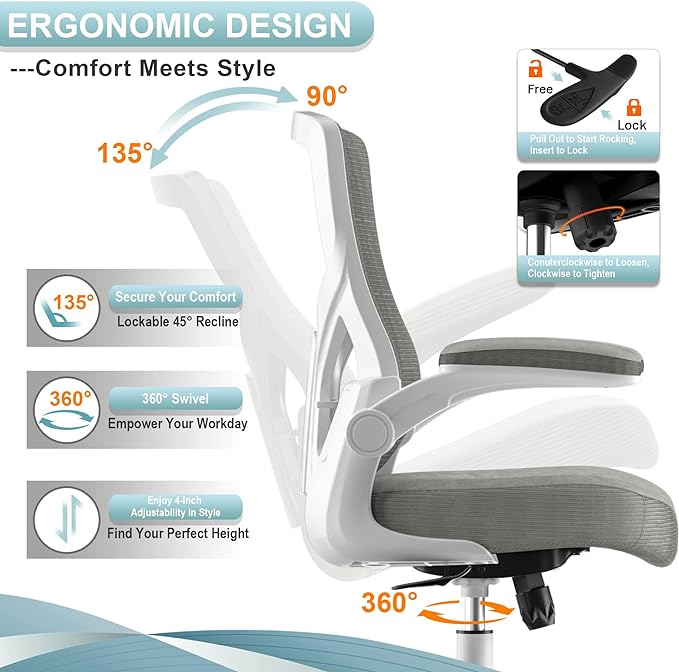 ERGONOMIC DESIGN
---Comfort Meets Style
90°
135°
Free
Lock
Pull Out to Start Rocking,
Insert to Lock
Conuterclockwise to Loosen,
Clockwise to Tighten
135°
Secure Your Comfort
Lockable 45° Recline
360°
360° Swivel
Empower Your Workday
Enjoy 4-Inch
Adjustability in Style
Find Your Perfect Height
360°